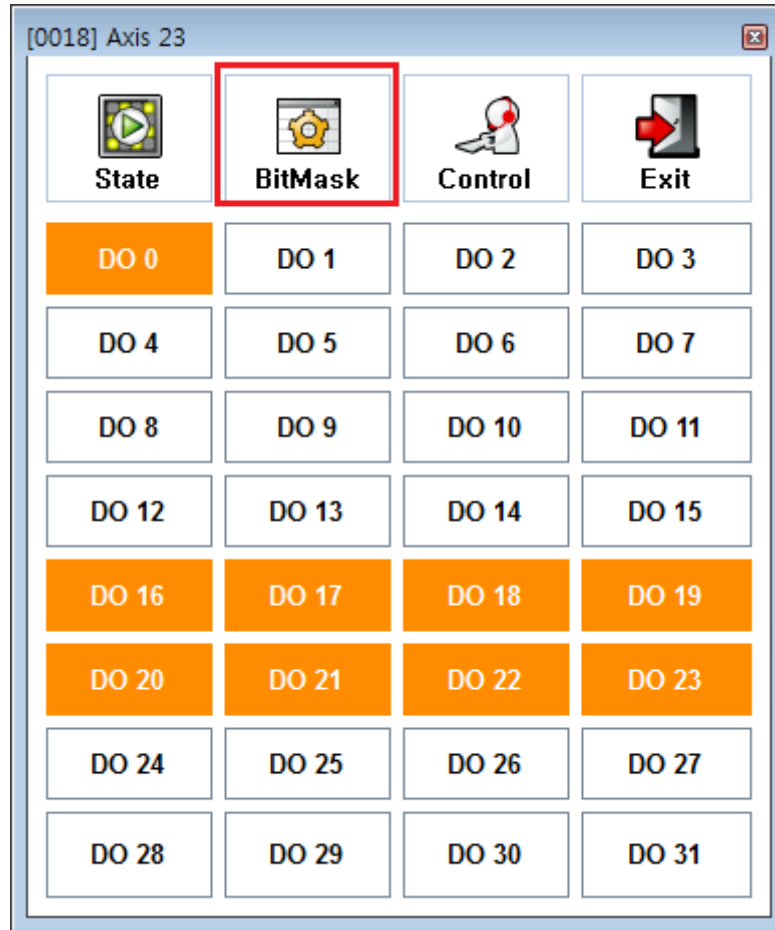 [0018] Axis 23
State BitMask Control Exit
DO 0 DO 1 DO 2 DO 3
DO 4 DO 5 DO 6 DO 7
DO 8 DO 9 DO 10 DO 11
DO 12 DO 13 DO 14 DO 15
DO 16 DO 17 DO 18 DO 19
DO 20 DO 21 DO 22 DO 23
DO 24 DO 25 DO 26 DO 27
DO 28 DO 29 DO 30 DO 31